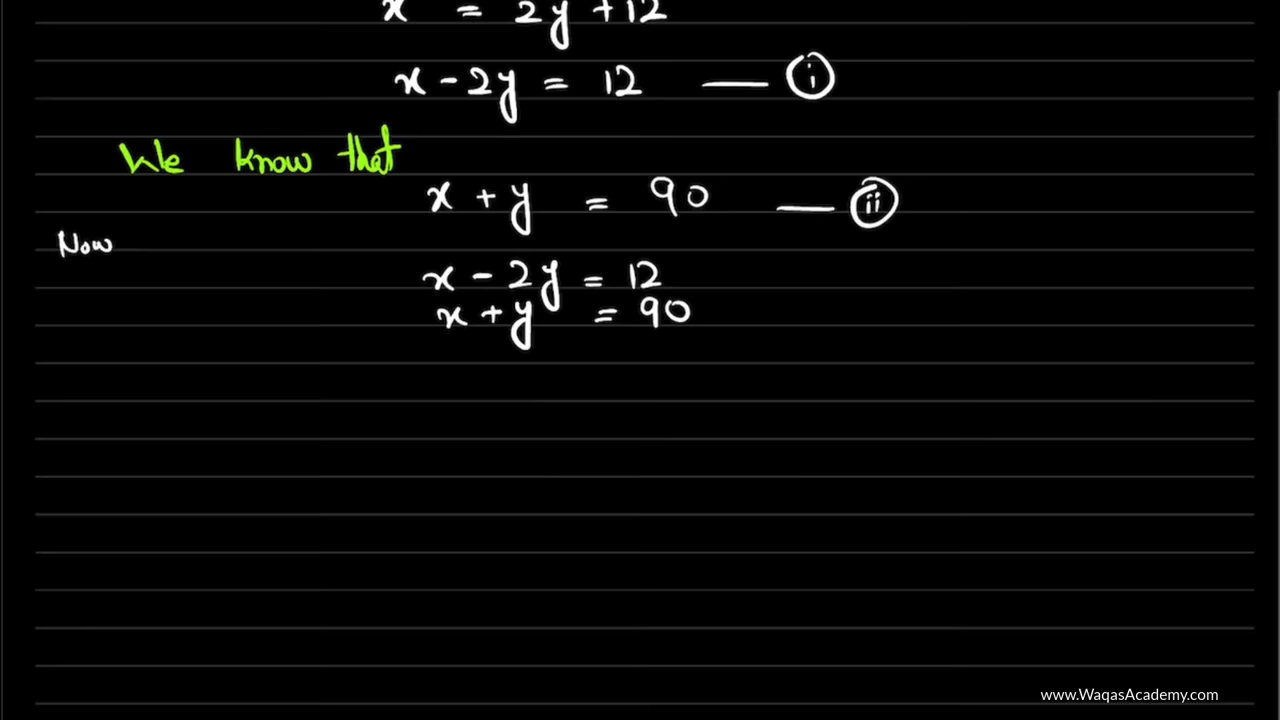 x = 2y + 12
x - 2y = 12 — i
We know that
x + y = 90 — ii
Now
x - 2y = 12
x + y = 90
www.WaqasAcademy.com